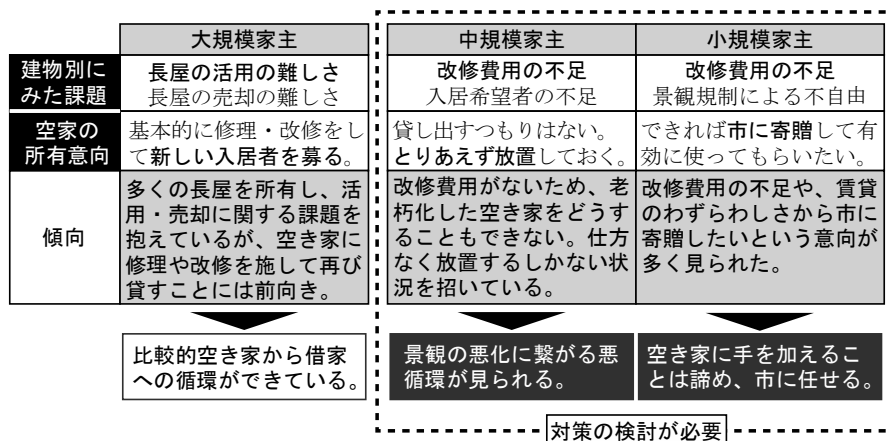 大規模家主
中規模家主
小規模家主
建物別に
みた課題
長屋の活用の難しさ
長屋の売却の難しさ
改修費用の不足
入居希望者の不足
改修費用の不足
景観規制による不自由
空家の
所有意向
基本的に修理・改修をし
て新しい入居者を募る。
貸し出すつもりはない。
とりあえず放置しておく。
できれば市に寄贈して有
効に使ってもらいたい。
傾向
多くの長屋を所有し、活
用・売却に関する課題を
抱えているが、空き家に
修理や改修を施して再び
貸すことには前向き。
改修費用がないため、老
朽化した空き家をどうす
ることもできない。仕方
なく放置するしかない状
況を招いている。
改修費用の不足や、賃貸
のわずらわしさから市に
寄贈したいという意向が
多く見られた。
比較的空き家から借家
への循環ができている。
景観の悪化に繋がる悪
循環が見られる。
空き家に手を加えるこ
とは諦め、市に任せる。
対策の検討が必要